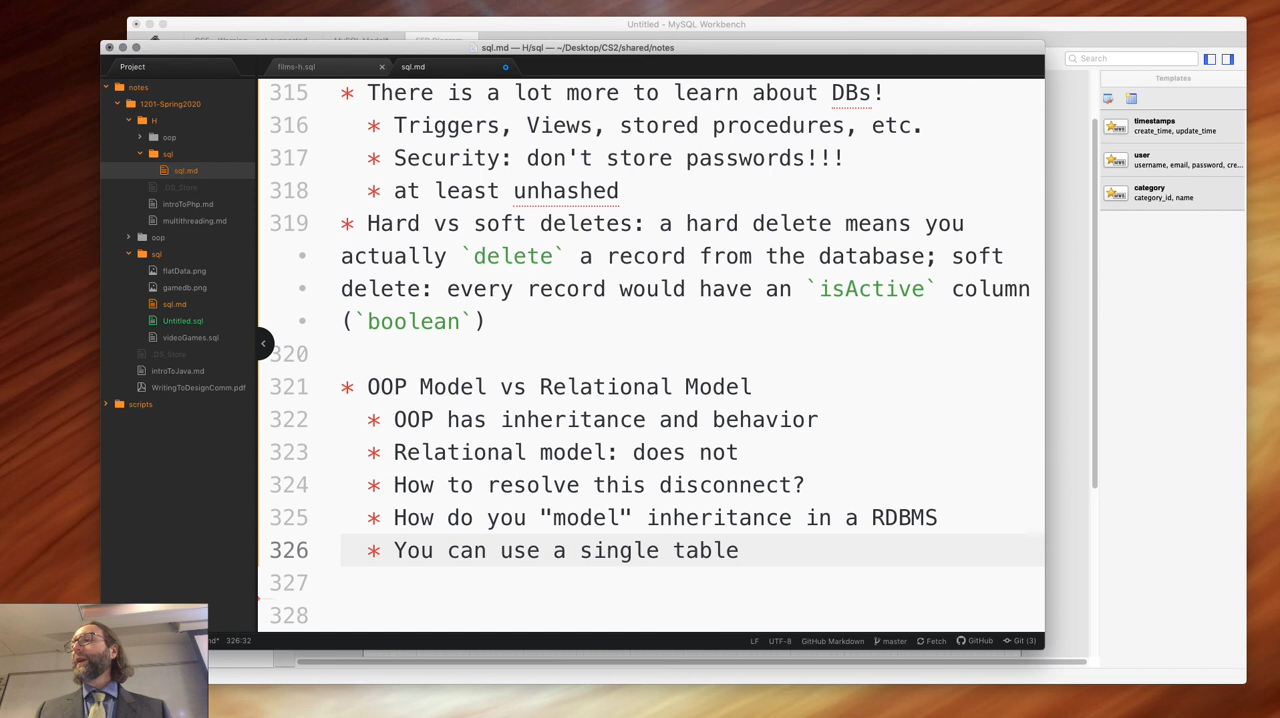 Untitled - MySQL Workbench
sql.md — H/sql — ~/Desktop/CS2/shared/notes
Project
films-h.sql
sql.md
Search
Templates
notes
1201-Spring2020
H
oop
sql
sql.md
.DS_Store
introToPhp.md
multithreading.md
oop
sql
flatData.png
gamedb.png
sql.md
Untitled.sql
videoGames.sql
.DS_Store
introToJava.md
WritingToDesignComm.pdf
scripts
315 * There is a lot more to learn about DBs!
316 * Triggers, Views, stored procedures, etc.
317 * Security: don't store passwords!!!
318 * at least unhashed
319 * Hard vs soft deletes: a hard delete means you
• actually `delete` a record from the database; soft
• delete: every record would have an `isActive` column
• (`boolean`)
320
321 * OOP Model vs Relational Model
322 * OOP has inheritance and behavior
323 * Relational model: does not
324 * How to resolve this disconnect?
325 * How do you "model" inheritance in a RDBMS
326 * You can use a single table
327
328
timestamps
create_time, update_time
user
username, email, password, cre...
category
category_id, name
326:32
LF UTF-8 GitHub Markdown master Fetch GitHub Git (3)